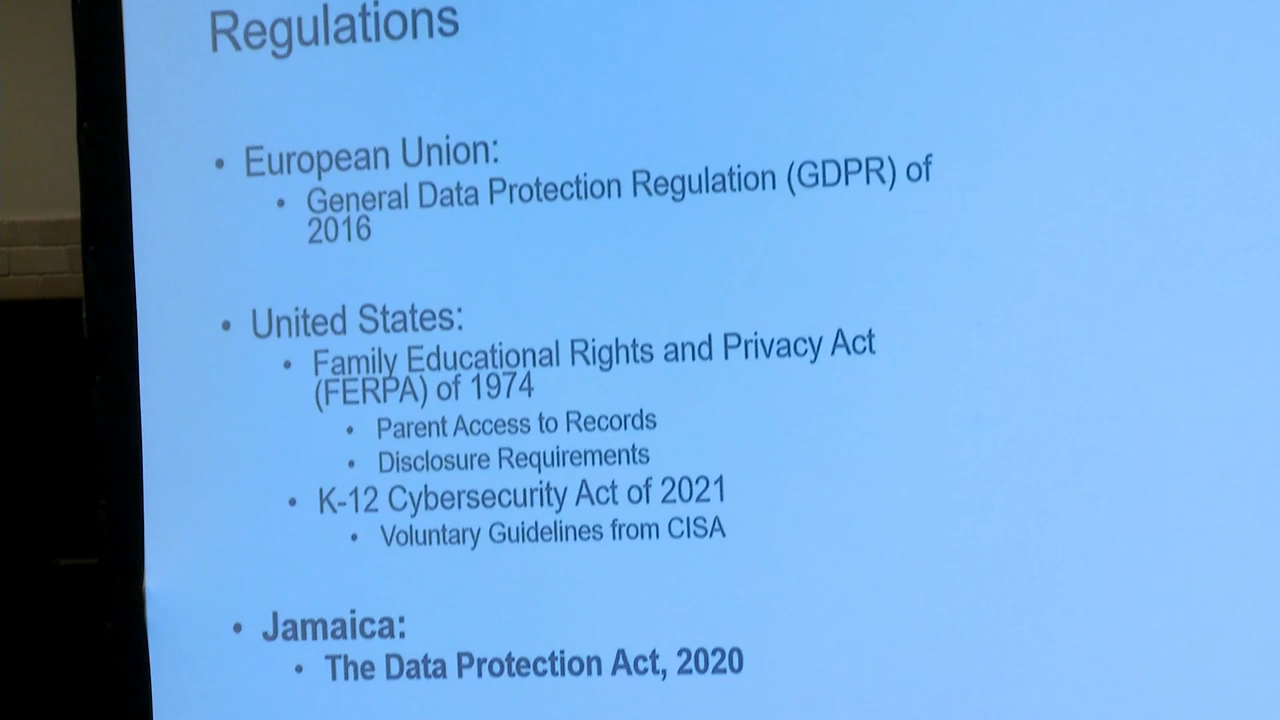 Regulations
• European Union:
• General Data Protection Regulation (GDPR) of
2016
• United States:
• Family Educational Rights and Privacy Act
(FERPA) of 1974
• Parent Access to Records
• Disclosure Requirements
• K-12 Cybersecurity Act of 2021
• Voluntary Guidelines from CISA
• Jamaica:
• The Data Protection Act, 2020